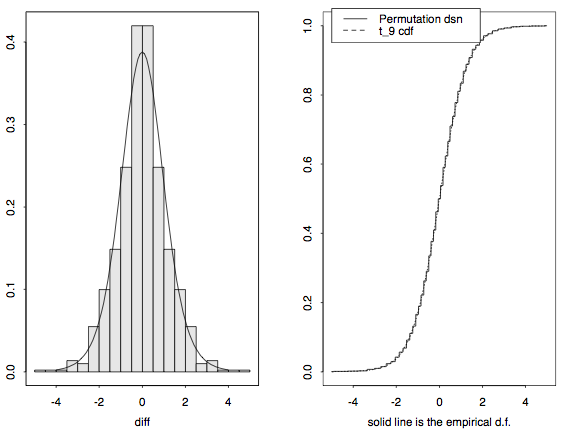 0.4
0.3
0.2
0.1
0.0
-4 -2 0 2 4
diff
Permutation dsn
t_9 cdf
1.0
0.8
0.6
0.4
0.2
0.0
-4 -2 0 2 4
solid line is the empirical d.f.